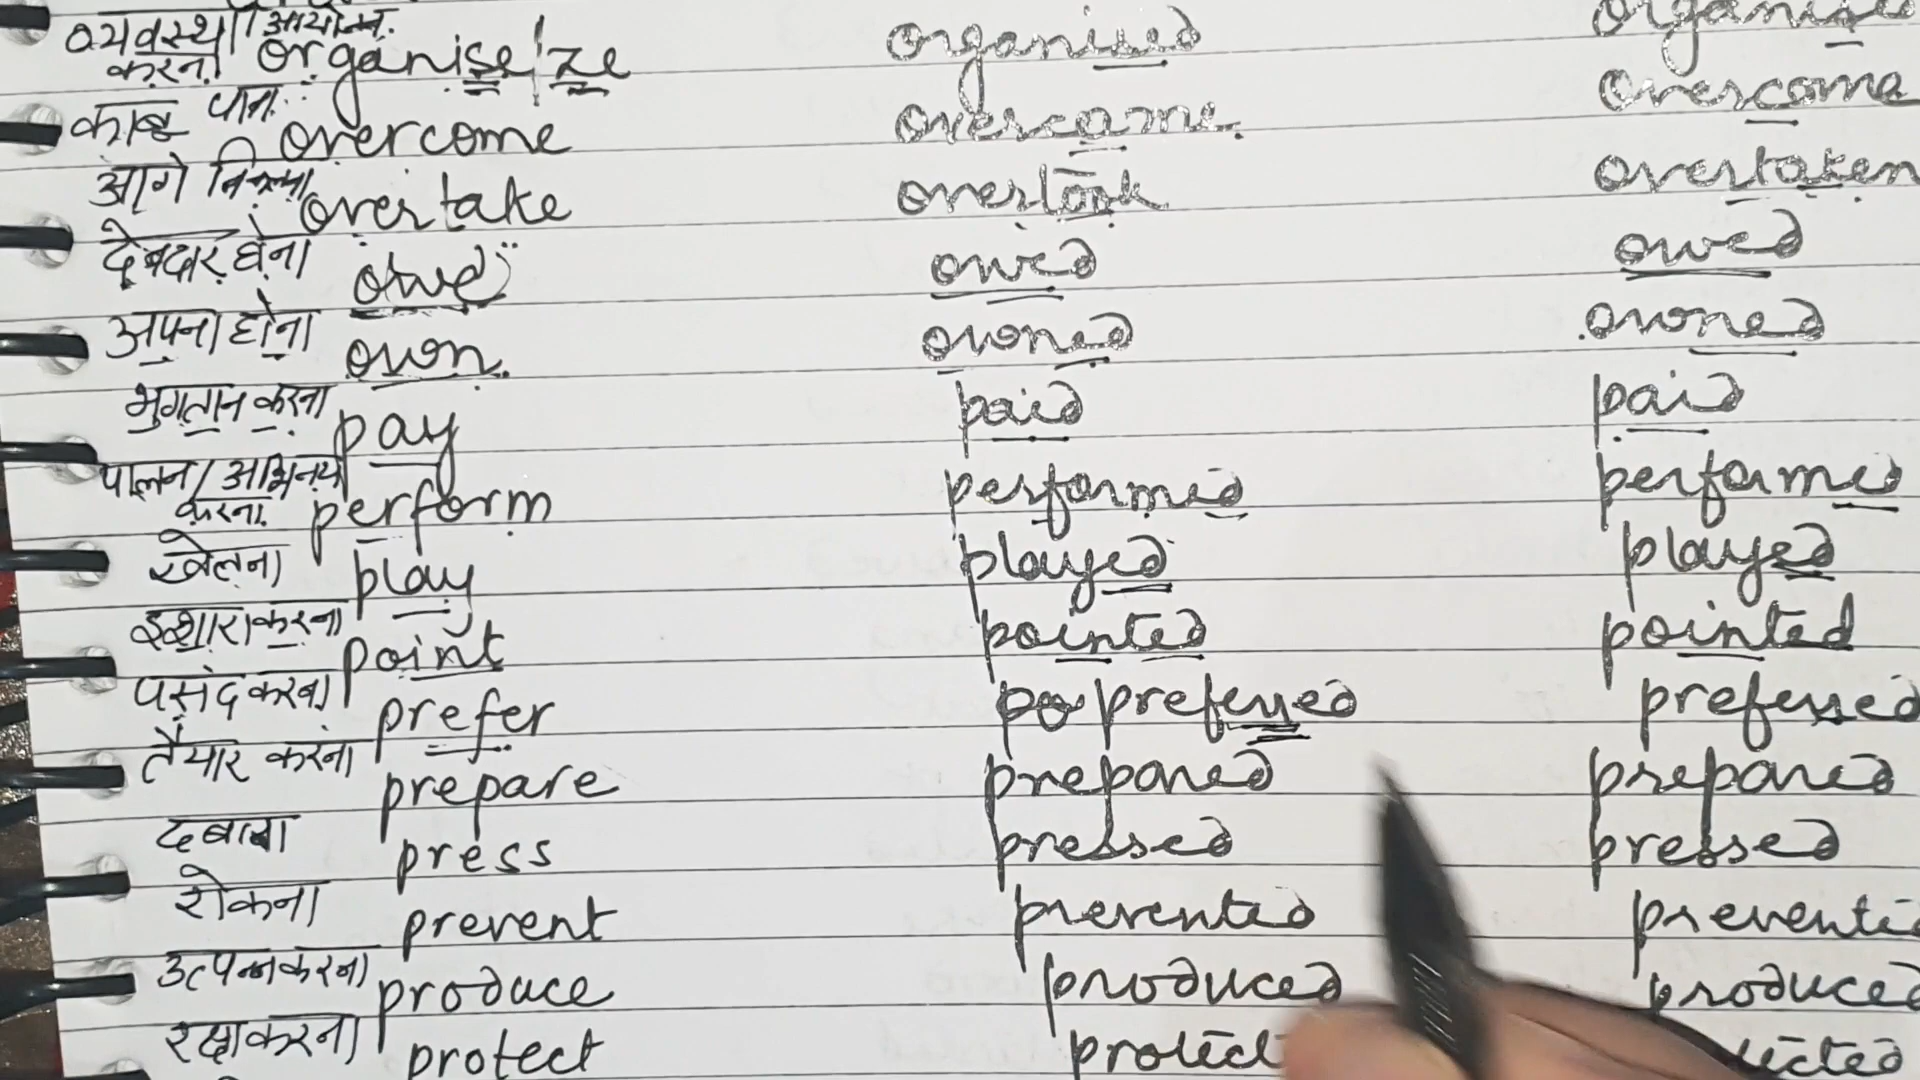 व्यवस्था / आयोजन करना organise/ze organised organised
काबू पाना overcome overcame overcome
आगे निकलना overtake overtook overtaken
देनदार होना owe owed owed
अपना होना own owned owned
भुगतान करना pay paid paid
पालन / अभिनय करना perform performed performed
खेलना play played played
इशारा करना point pointed pointed
पसंद करना prefer preferred preferred
तैयार करना prepare prepared prepared
दबाना press pressed pressed
रोकना prevent prevented prevented
उत्पन्न करना produce produced produced
रक्षा करना protect protect